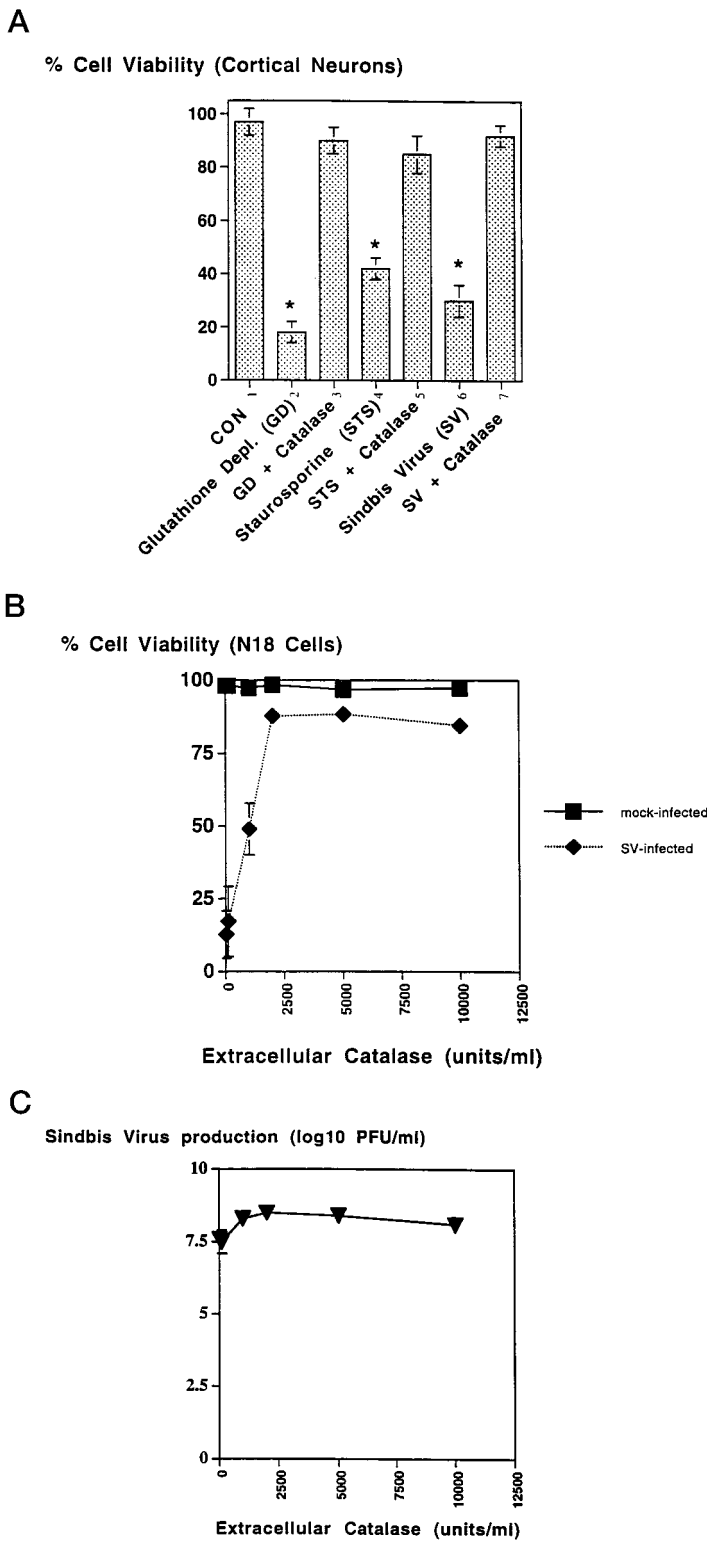 A
% Cell Viability (Cortical Neurons)
100
80
60
40
20
0
1
2
3
4
5
6
7
CON
Glutathione Depl. (GD)
GD + Catalase
Staurosporine (STS)
STS + Catalase
Sindbis Virus (SV)
SV + Catalase
*
*
*
B
% Cell Viability (N18 Cells)
100
75
50
25
0
0
2500
5000
7500
10000
12500
mock-infected
SV-infected
Extracellular Catalase (units/ml)
C
Sindbis Virus production (log10 PFU/ml)
10
7.5
5
2.5
0
0
2500
5000
7500
10000
12500
Extracellular Catalase (units/ml)